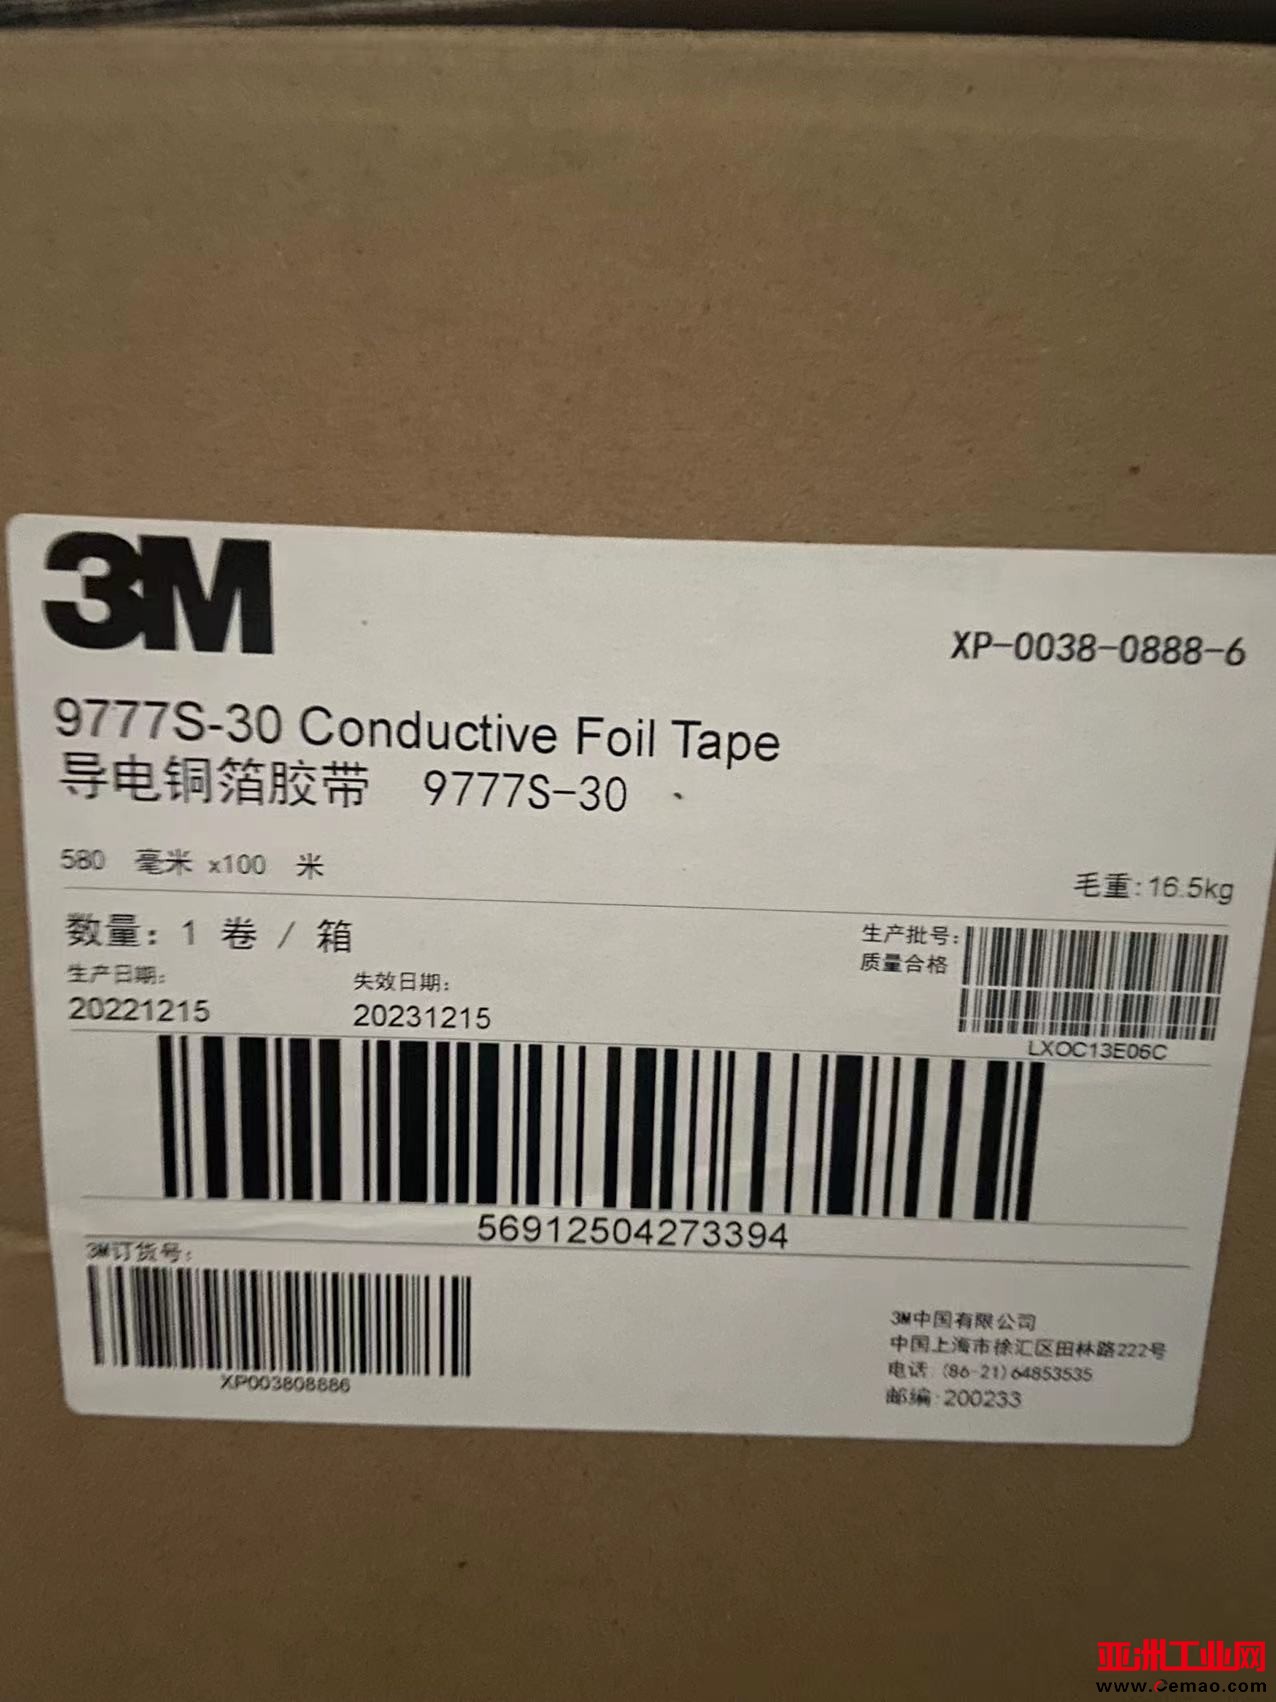 3M
XP-0038-0888-6
9777S-30 Conductive Foil Tape
导电铜箔胶带 9777S-30
580 毫米 x100 米
毛重:16.5kg
数量: 1 卷 / 箱
生产批号:
质量合格
生产日期:
失效日期:
20221215
20231215
LXOC13E06C
56912504273394
3M订货号:
XP003808886
3M中国有限公司
中国上海市徐汇区田林路222号
电话:(86-21)64853535
邮编:200233
亚洲工业网
www.Cemao.com